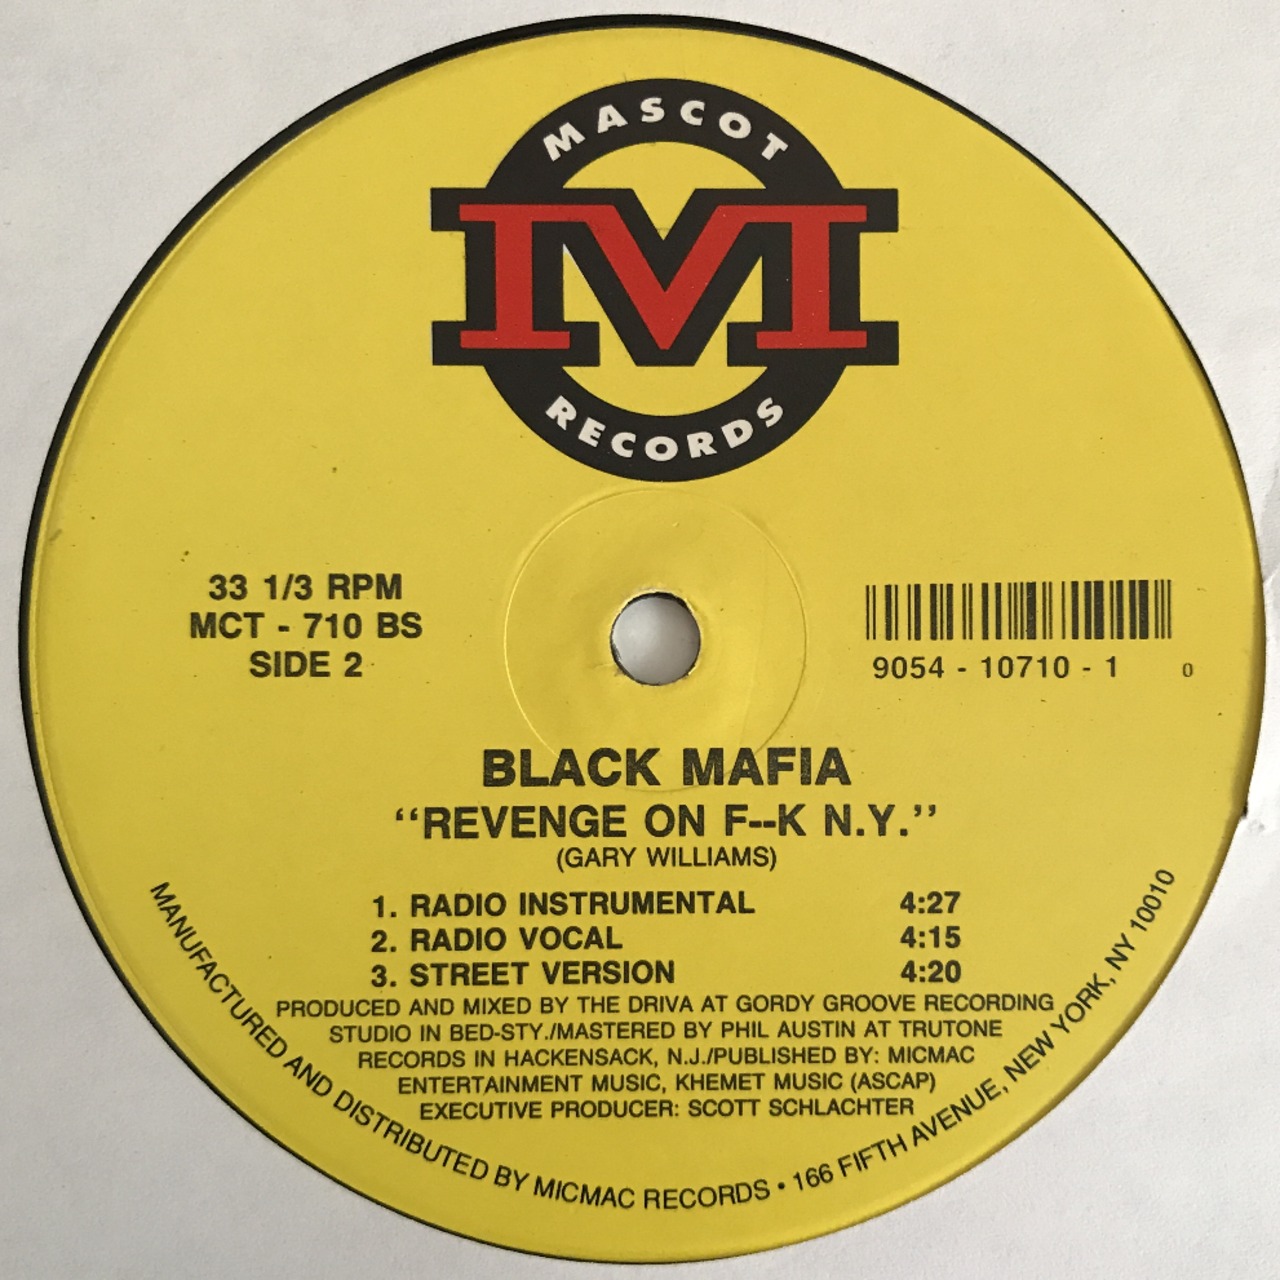 MASCOT
M
RECORDS
33 1/3 RPM
MCT - 710 BS
SIDE 2
9054 - 10710 - 1 0
BLACK MAFIA
“REVENGE ON F--K N.Y.”
(GARY WILLIAMS)
1. RADIO INSTRUMENTAL 4:27
2. RADIO VOCAL 4:15
3. STREET VERSION 4:20
PRODUCED AND MIXED BY THE DRIVA AT GORDY GROOVE RECORDING
STUDIO IN BED-STY./MASTERED BY PHIL AUSTIN AT TRUTONE
RECORDS IN HACKENSACK, N.J./PUBLISHED BY: MICMAC
ENTERTAINMENT MUSIC, KHEMET MUSIC (ASCAP)
EXECUTIVE PRODUCER: SCOTT SCHLACHTER
MANUFACTURED AND DISTRIBUTED BY MICMAC RECORDS • 166 FIFTH AVENUE, NEW YORK, NY 10010